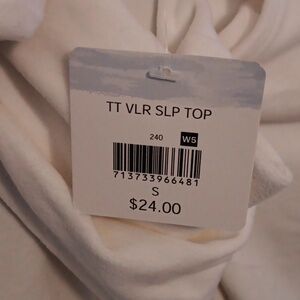 TT VLR SLP TOP
240 W5
713733966481
S
$24.00